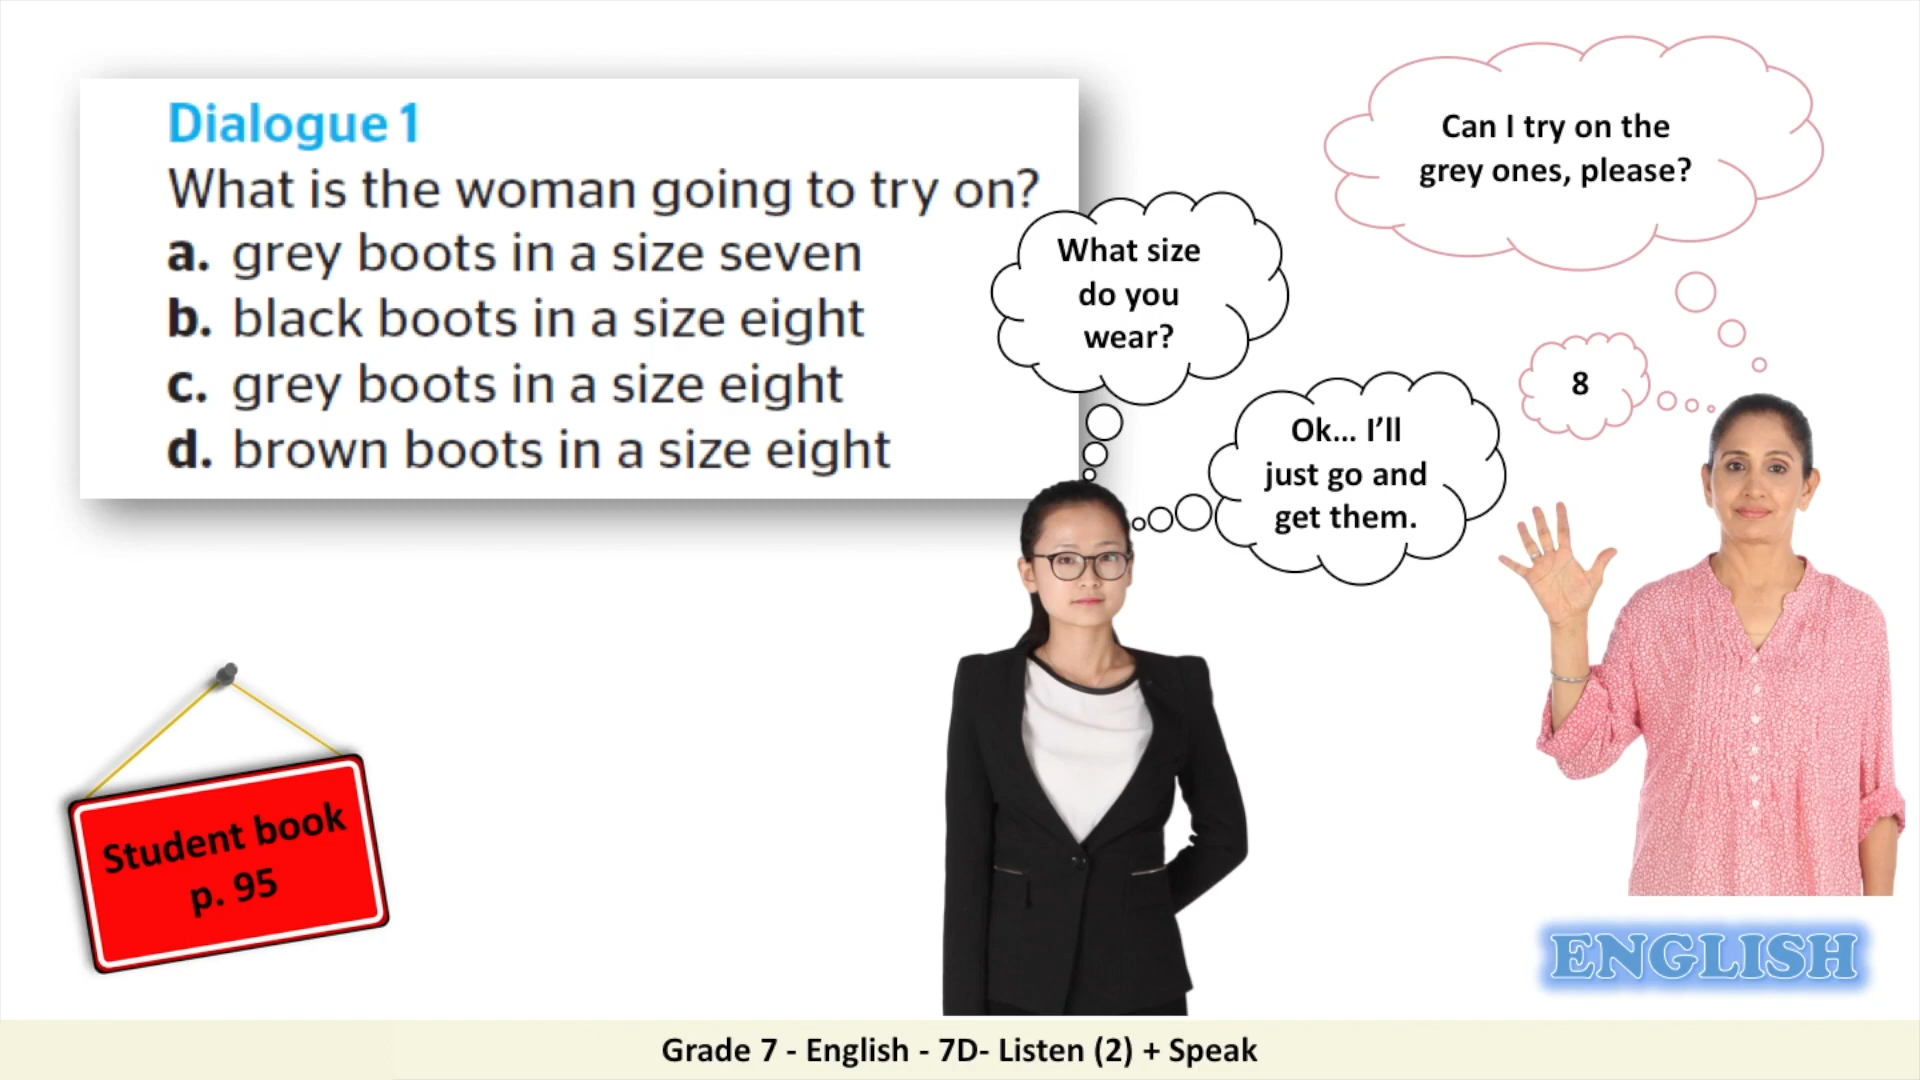 Dialogue 1
What is the woman going to try on?
a. grey boots in a size seven
b. black boots in a size eight
c. grey boots in a size eight
d. brown boots in a size eight
Can I try on the
grey ones, please?
What size
do you
wear?
8
Ok... I'll
just go and
get them.
Student book
p. 95
ENGLISH
Grade 7 - English - 7D- Listen (2) + Speak